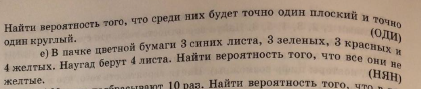 Найти вероятность того, что среди них будет точно один плоский и точно
один круглый. (ОДИ)
е) В пачке цветной бумаги 3 синих листа, 3 зеленых, 3 красных и
4 желтых. Наугад берут 4 листа. Найти вероятность того, что все они не
желтые. (НЯН)
10 раз. Найти вероятность того, что в